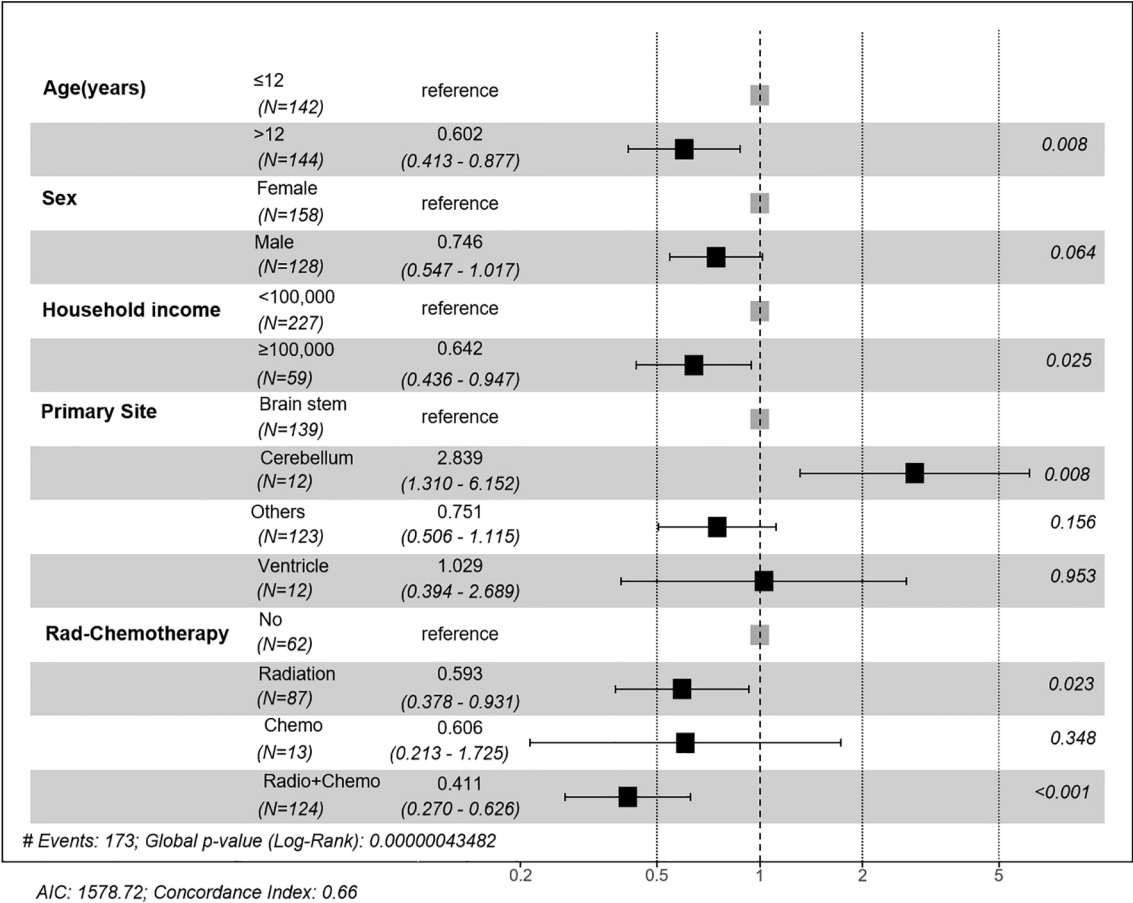 Age(years) ≤12 reference
(N=142)
>12 0.602 0.008
(N=144) (0.413 - 0.877)
Sex Female reference
(N=158)
Male 0.746 0.064
(N=128) (0.547 - 1.017)
Household income <100,000 reference
(N=227)
≥100,000 0.642 0.025
(N=59) (0.436 - 0.947)
Primary Site Brain stem reference
(N=139)
Cerebellum 2.839 0.008
(N=12) (1.310 - 6.152)
Others 0.751 0.156
(N=123) (0.506 - 1.115)
Ventricle 1.029 0.953
(N=12) (0.394 - 2.689)
Rad-Chemotherapy No reference
(N=62)
Radiation 0.593 0.023
(N=87) (0.378 - 0.931)
Chemo 0.606 0.348
(N=13) (0.213 - 1.725)
Radio+Chemo 0.411 <0.001
(N=124) (0.270 - 0.626)
# Events: 173; Global p-value (Log-Rank): 0.00000043482
0.2 0.5 1 2 5
AIC: 1578.72; Concordance Index: 0.66